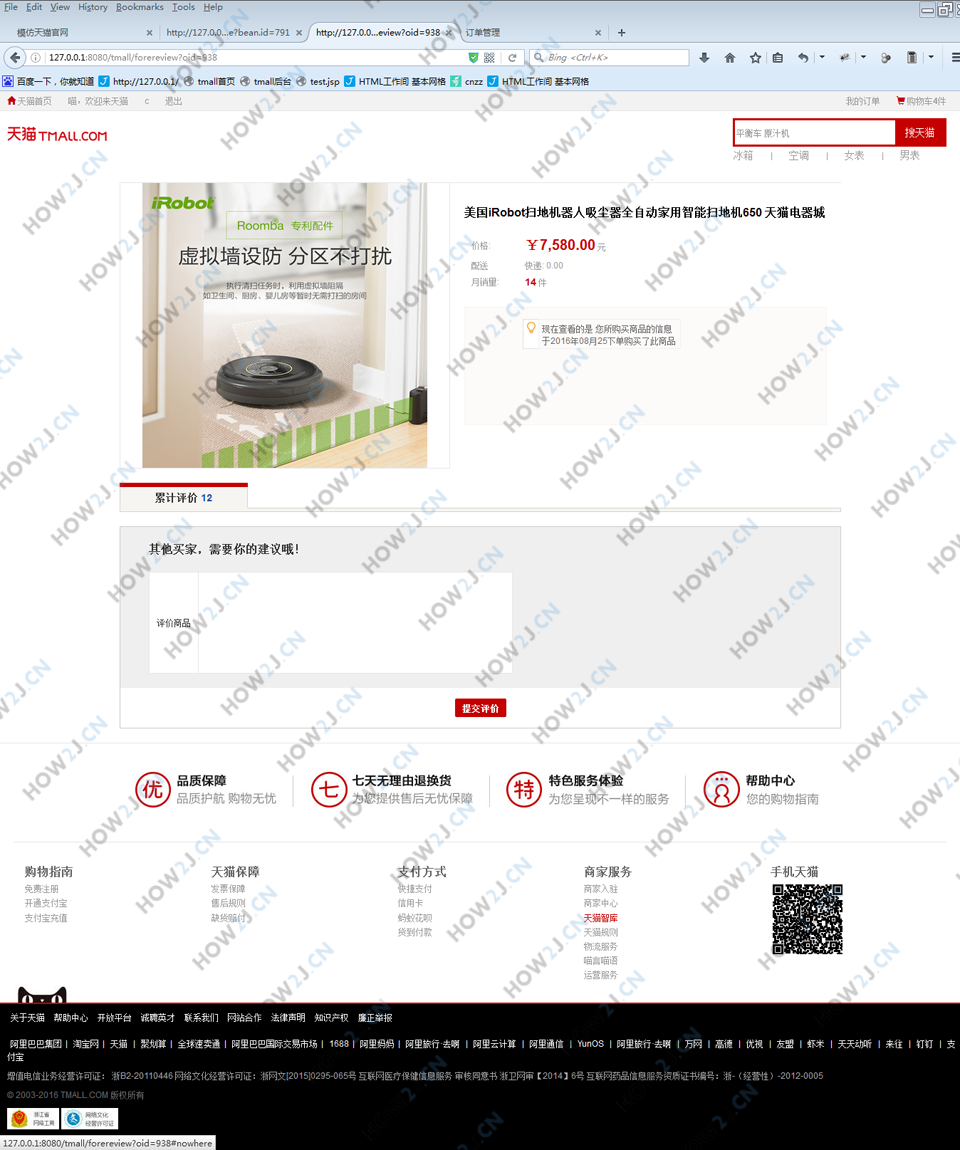 File Edit View History Bookmarks Tools Help
模仿天猫官网 × http://127.0.0...e?bean.id=791 × http://127.0.0...eview?oid=938 × 订单管理 × +
127.0.0.1:8080/tmall/forereview?oid=938 Bing <Ctrl+K>
百度一下,你就知道 http://127.0.0.1/ tmall首页 tmall后台 test.jsp HTML工作间 基本网格 cnzz HTML工作间 基本网格
天猫首页 喵,欢迎来天猫 c 退出 我的订单 购物车4件
天猫 TMALL.COM
平衡车 原汁机 搜天猫
冰箱 | 空调 | 女表 | 男表
iRobot
Roomba 专利配件
虚拟墙设防 分区不打扰
执行清扫任务时,利用虚拟墙阻隔
如卫生间、厨房、婴儿房等暂时无需打扫的房间
美国iRobot扫地机器人吸尘器全自动家用智能扫地机650 天猫电器城
价格: ¥7,580.00 元
配送 快递: 0.00
月销量: 14 件
现在查看的是 您所购买商品的信息
于2016年08月25下单购买了此商品
累计评价 12
其他买家,需要你的建议哦!
评价商品
提交评价
优 品质保障 品质护航 购物无忧
七 七天无理由退换货 为您提供售后无忧保障
特 特色服务体验 为您呈现不一样的服务
帮助中心 您的购物指南
购物指南
免费注册
开通支付宝
支付宝充值
天猫保障
发票保障
售后规则
缺货赔付
支付方式
快捷支付
信用卡
蚂蚁花呗
货到付款
商家服务
商家入驻
商家中心
天猫智库
天猫规则
物流服务
喵言喵语
运营服务
手机天猫
关于天猫 帮助中心 开放平台 诚聘英才 联系我们 网站合作 法律声明 知识产权 廉正举报
阿里巴巴集团 | 淘宝网 | 天猫 | 聚划算 | 全球速卖通 | 阿里巴巴国际交易市场 | 1688 | 阿里妈妈 | 阿里旅行·去啊 | 阿里云计算 | 阿里通信 | YunOS | 阿里旅行·去啊 | 万网 | 高德 | 优视 | 友盟 | 虾米 | 天天动听 | 来往 | 钉钉 | 支
付宝
增值电信业务经营许可证: 浙B2-20110446 网络文化经营许可证:浙网文[2015]0295-065号 互联网医疗保健信息服务 审核同意书 浙卫网审【2014】6号 互联网药品信息服务资质证书编号:浙-(经营性)-2012-0005
© 2003-2016 TMALL.COM 版权所有
浙江省
网络工商
网络文化
经营许可证
127.0.0.1:8080/tmall/forereview?oid=938#nowhere
HOW2J.CN